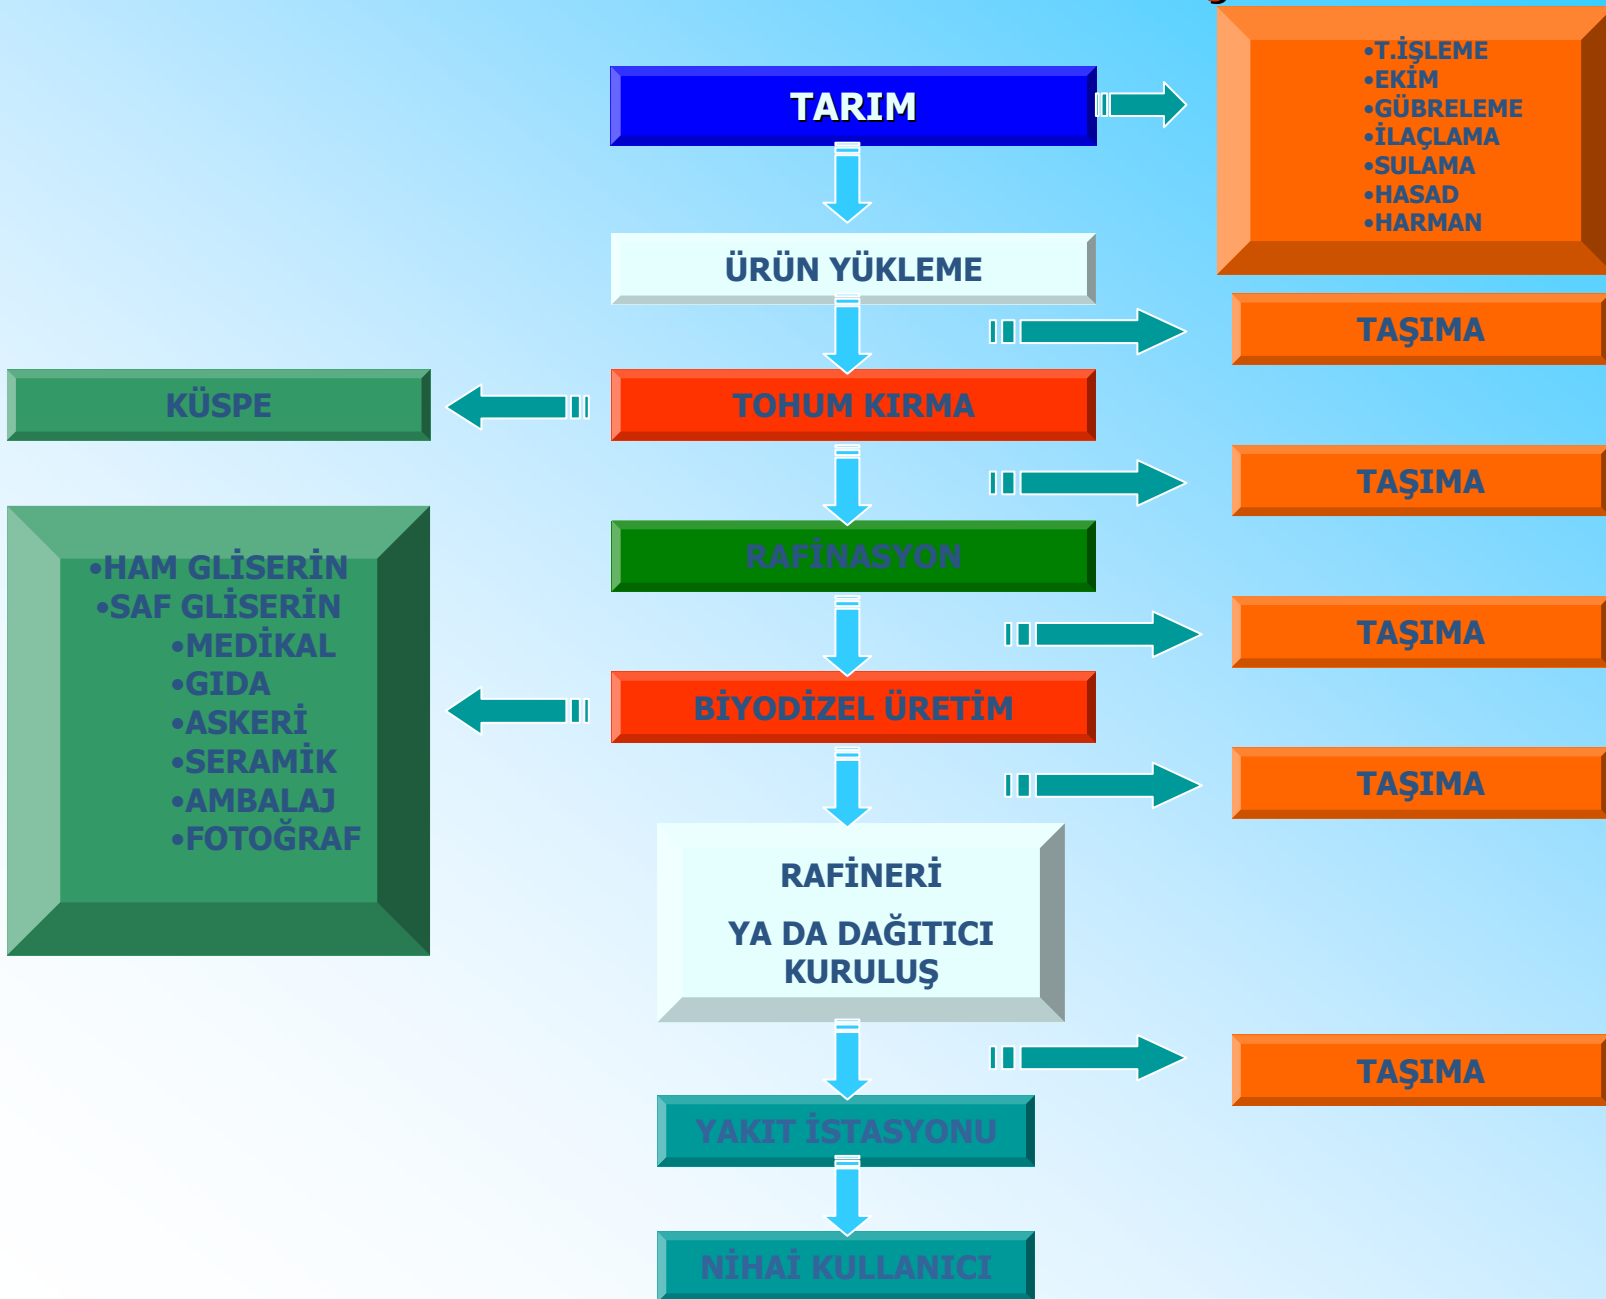 TARIM
•T.İŞLEME
•EKİM
•GÜBRELEME
•İLAÇLAMA
•SULAMA
•HASAD
•HARMAN
ÜRÜN YÜKLEME
TAŞIMA
KÜSPE
TOHUM KIRMA
TAŞIMA
RAFİNASYON
TAŞIMA
•HAM GLİSERİN
•SAF GLİSERİN
•MEDİKAL
•GIDA
•ASKERİ
•SERAMİK
•AMBALAJ
•FOTOĞRAF
BİYODİZEL ÜRETİM
TAŞIMA
RAFİNERİ
YA DA DAĞITICI
KURULUŞ
TAŞIMA
YAKIT İSTASYONU
NİHAİ KULLANICI